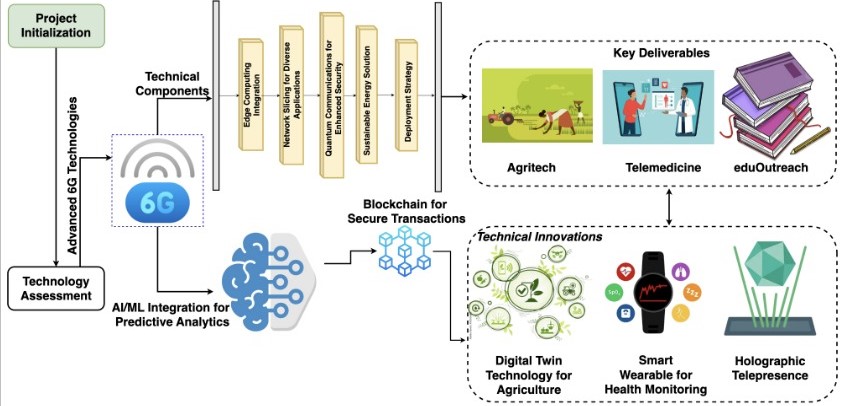 Project
Initialization
Advanced 6G Technologies
Technology
Assessment
6G
Technical
Components
Edge Computing
Integration
Network Slicing for Diverse
Applications
Quantum Communications for
Enhanced Security
Sustainable Energy Solution
Deployment Strategy
Key Deliverables
Agritech
Telemedicine
eduOutreach
AI/ML Integration for
Predictive Analytics
Blockchain for
Secure Transactions
Technical Innovations
Digital Twin
Technology for
Agriculture
SpO₂
zzz
Smart
Wearable for
Health Monitoring
Holographic
Telepresence